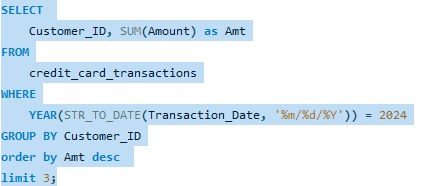 SELECT
Customer_ID, SUM(Amount) as Amt
FROM
credit_card_transactions
WHERE
YEAR(STR_TO_DATE(Transaction_Date, '%m/%d/%Y')) = 2024
GROUP BY Customer_ID
order by Amt desc
limit 3;